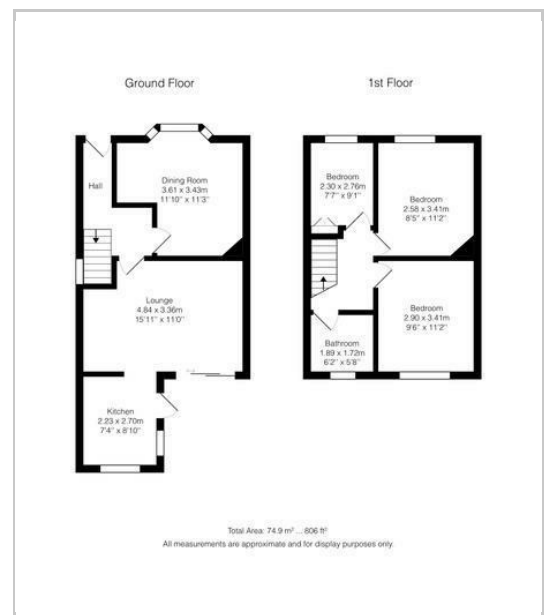 Ground Floor
1st Floor
Hall
Dining Room
3.61 x 3.43m
11'10" x 11'3"
Lounge
4.84 x 3.36m
15'11" x 11'0"
Kitchen
2.23 x 2.70m
7'4" x 8'10"
Bedroom
2.30 x 2.76m
7'7" x 9'1"
Bedroom
2.58 x 3.41m
8'5" x 11'2"
Bedroom
2.90 x 3.41m
9'6" x 11'2"
Bathroom
1.89 x 1.72m
6'2" x 5'8"
Total Area: 74.9 m² ... 806 ft²
All measurements are approximate and for display purposes only.